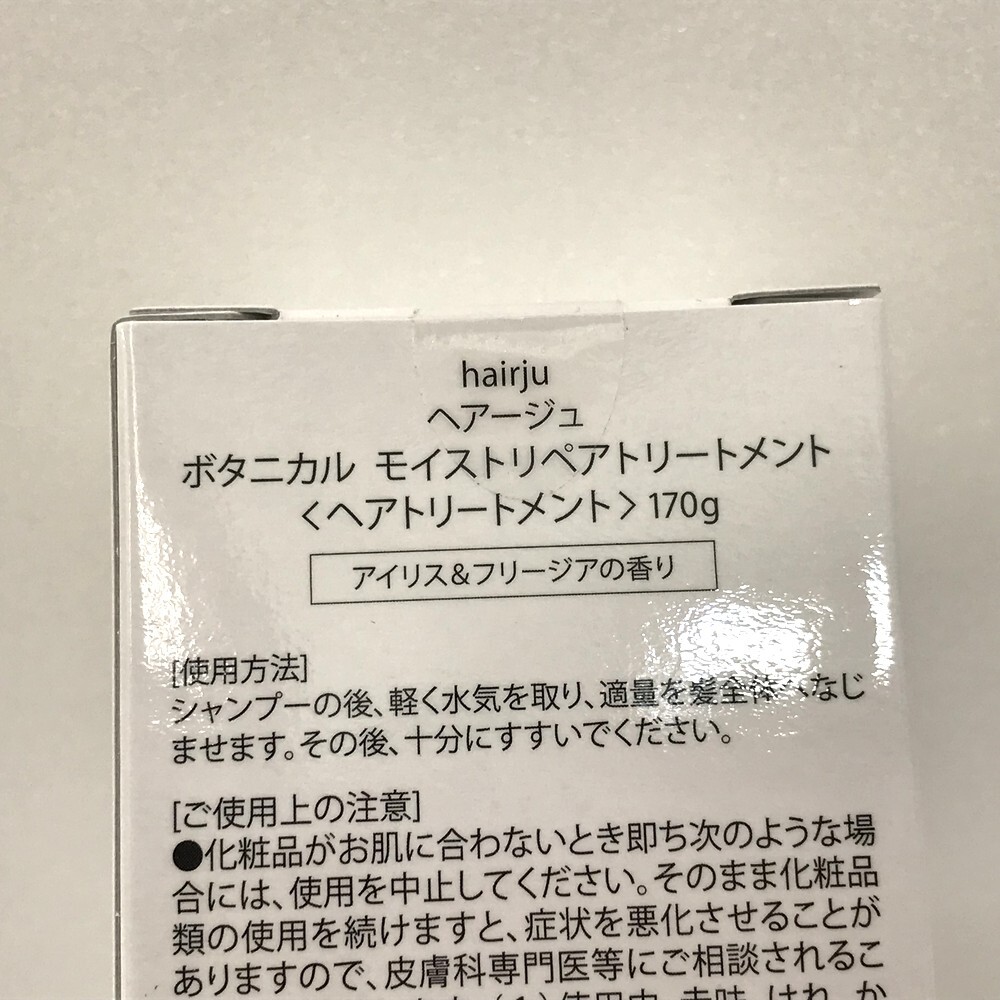 hairju
ヘアージュ
ボタニカル モイストリペアトリートメント
<ヘアトリートメント> 170g
アイリス&フリージアの香り
[使用方法]
シャンプーの後、軽く水気を取り、適量を髪全体へなじ
ませます。その後、十分にすすいでください。
[ご使用上の注意]
●化粧品がお肌に合わないとき即ち次のような場
合には、使用を中止してください。そのまま化粧品
類の使用を続けますと、症状を悪化させることが
ありますので、皮膚科専門医等にご相談されるこ